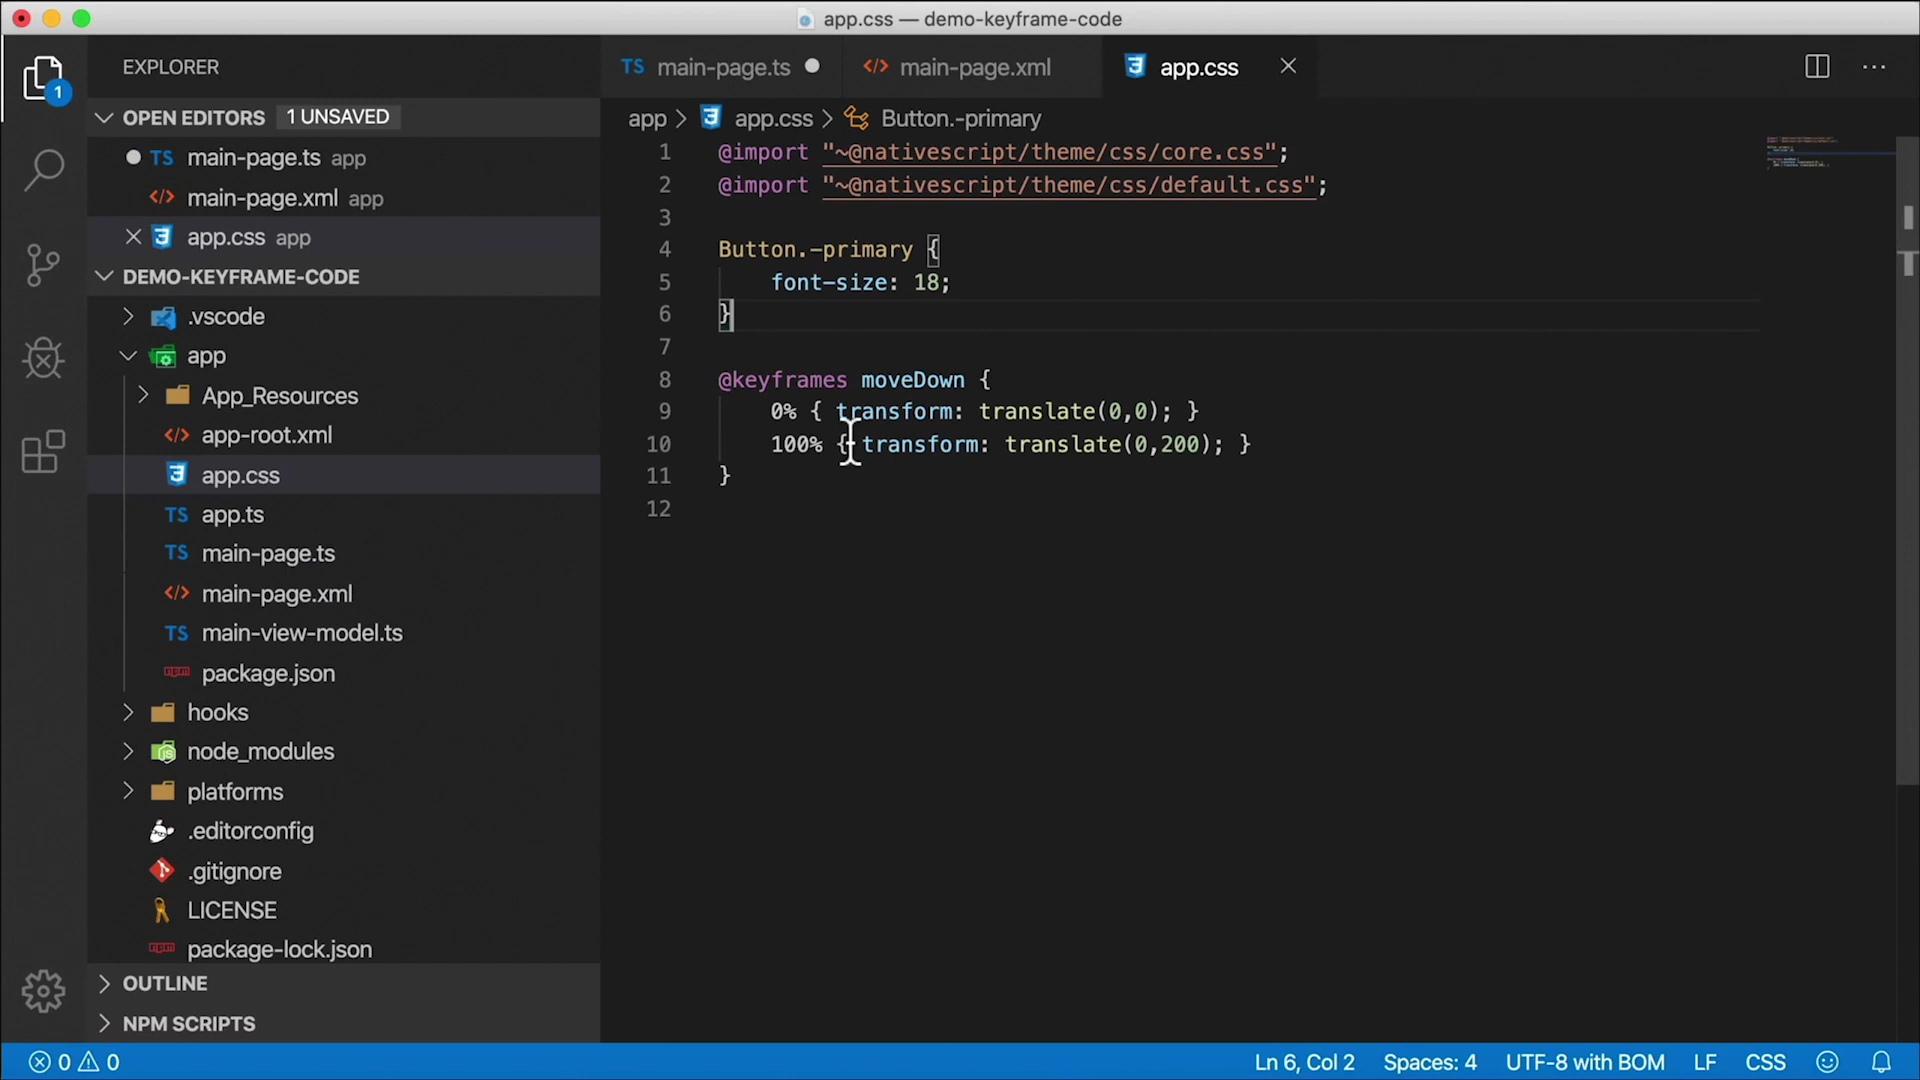 app.css — demo-keyframe-code
EXPLORER
TS main-page.ts
</> main-page.xml
app.css
1
OPEN EDITORS 1 UNSAVED
TS main-page.ts app
</> main-page.xml app
app.css app
DEMO-KEYFRAME-CODE
.vscode
app
App_Resources
</> app-root.xml
app.css
TS app.ts
TS main-page.ts
</> main-page.xml
TS main-view-model.ts
package.json
hooks
node_modules
platforms
.editorconfig
.gitignore
LICENSE
package-lock.json
OUTLINE
NPM SCRIPTS
app > app.css > Button.-primary
1 @import "~@nativescript/theme/css/core.css";
2 @import "~@nativescript/theme/css/default.css";
3
4 Button.-primary {
5 font-size: 18;
6 }
7
8 @keyframes moveDown {
9 0% { transform: translate(0,0); }
10 100% { transform: translate(0,200); }
11 }
12
0 0
Ln 6, Col 2 Spaces: 4 UTF-8 with BOM LF CSS